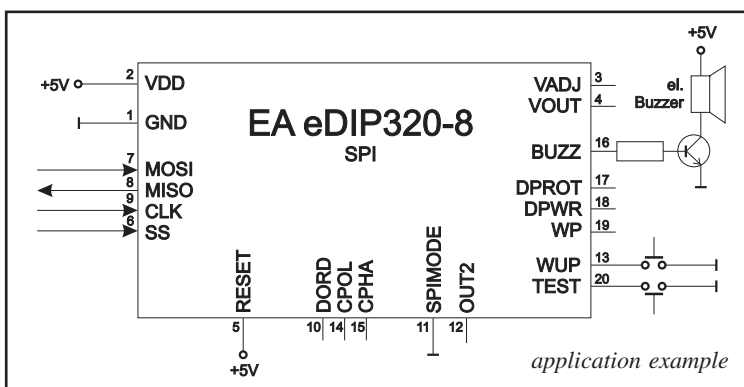 +5V
+5V
2 VDD
1 GND
7 MOSI
8 MISO
9 CLK
6 SS
EA eDIP320-8
SPI
VADJ 3
VOUT 4
el.
Buzzer
BUZZ 16
DPROT 17
DPWR 18
WP 19
WUP 13
TEST 20
RESET
DORD
CPOL
CPHA
SPIMODE
OUT2
5
10
14
15
11
12
+5V
application example